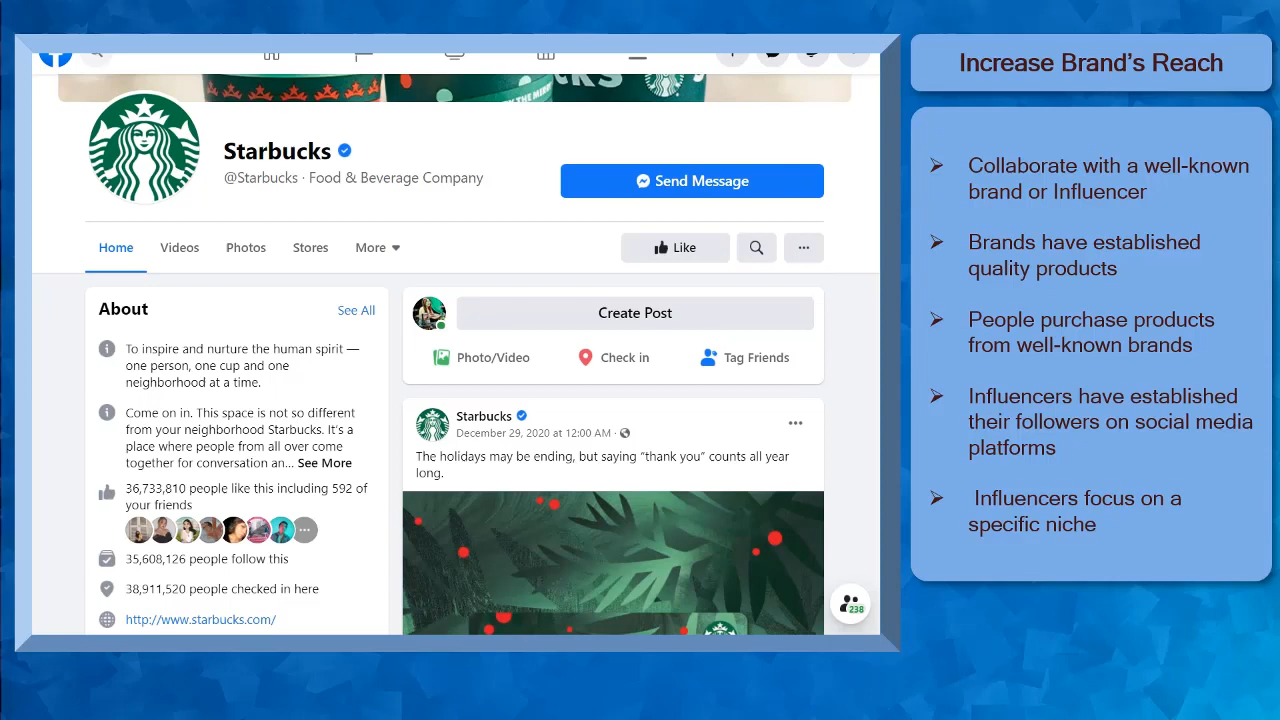 CKS
BY THE MERR
Starbucks
@Starbucks · Food & Beverage Company
Send Message
Home Videos Photos Stores More
Like
About
See All
To inspire and nurture the human spirit —
one person, one cup and one
neighborhood at a time.
Come on in. This space is not so different
from your neighborhood Starbucks. It's a
place where people from all over come
together for conversation an... See More
36,733,810 people like this including 592 of
your friends
35,608,126 people follow this
38,911,520 people checked in here
http://www.starbucks.com/
Create Post
Photo/Video Check in Tag Friends
Starbucks
December 29, 2020 at 12:00 AM ·
The holidays may be ending, but saying “thank you” counts all year
long.
238
Increase Brand’s Reach
Collaborate with a well-known
brand or Influencer
Brands have established
quality products
People purchase products
from well-known brands
Influencers have established
their followers on social media
platforms
Influencers focus on a
specific niche